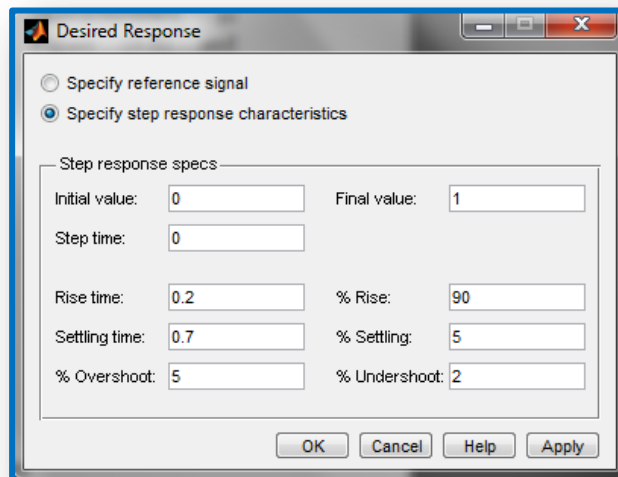 Desired Response
Specify reference signal
Specify step response characteristics
Step response specs
Initial value: 0 Final value: 1
Step time: 0
Rise time: 0.2 % Rise: 90
Settling time: 0.7 % Settling: 5
% Overshoot: 5 % Undershoot: 2
OK Cancel Help Apply